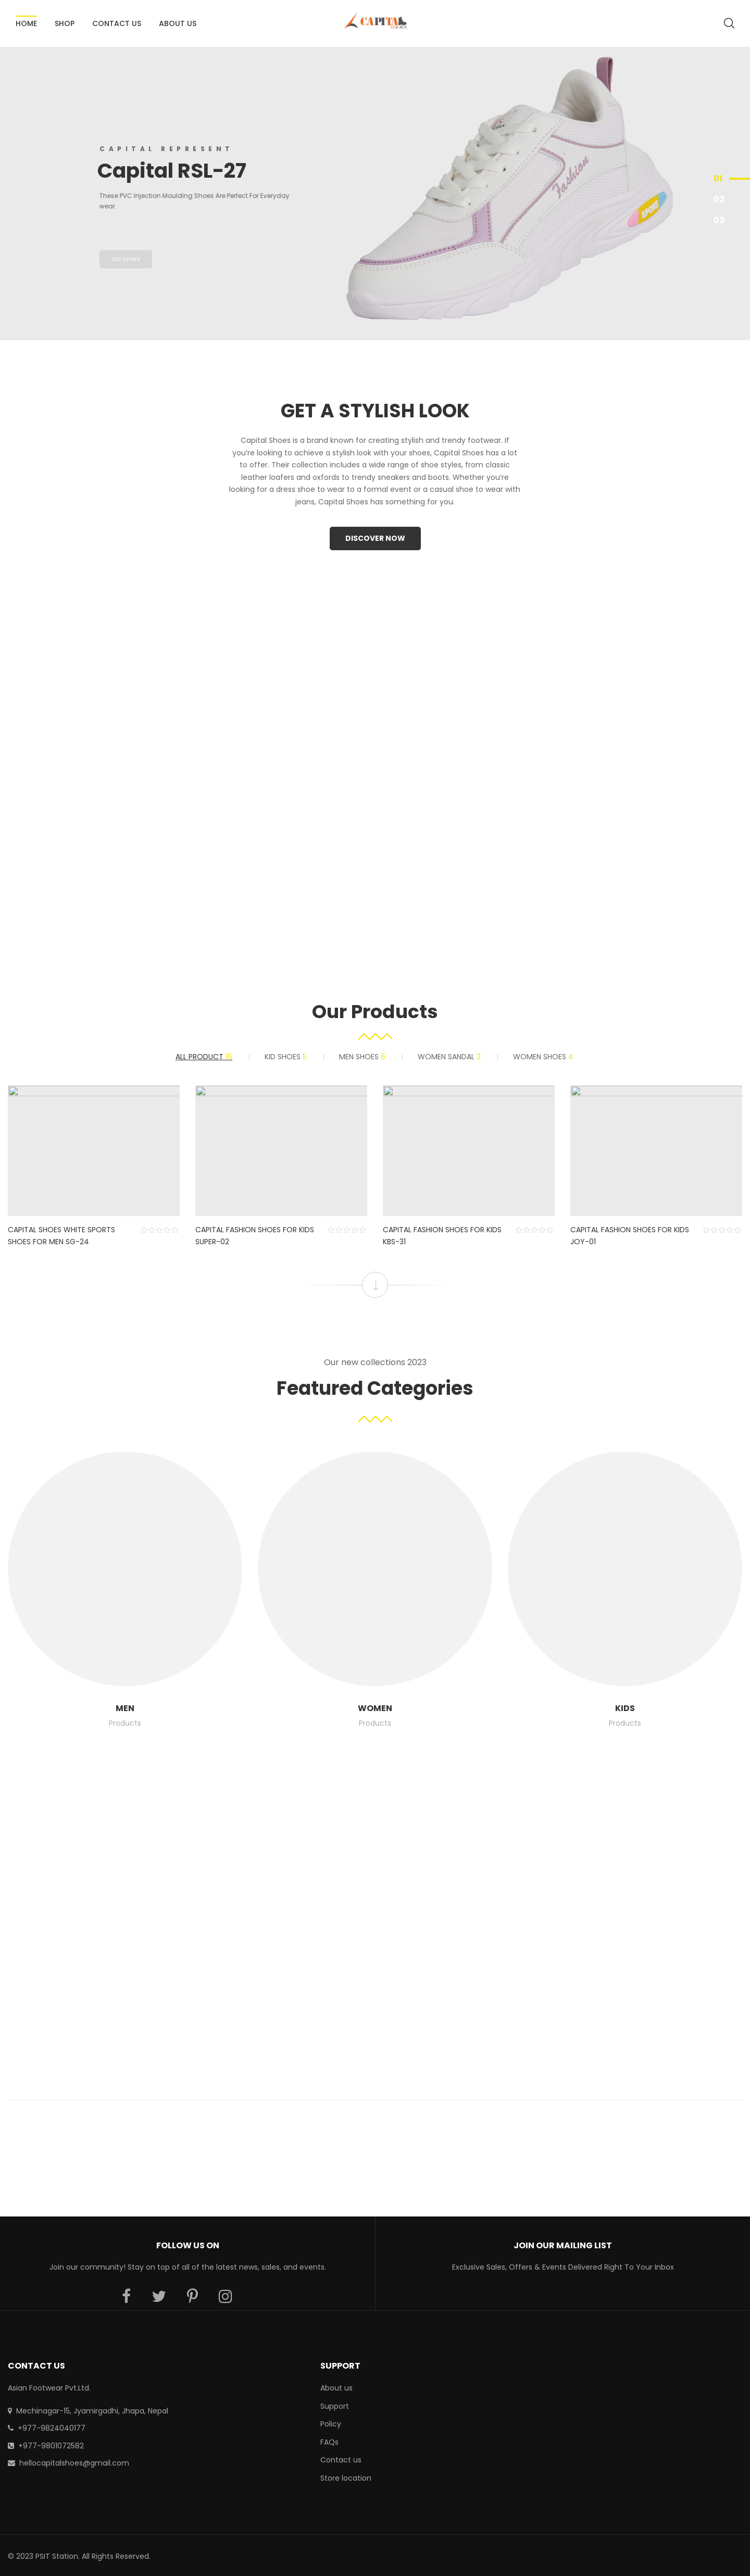 HOME
SHOP
CONTACT US
ABOUT US
CAPITAL
SHOES
CAPITAL REPRESENT
Capital RSL-27
These PVC Injection Moulding Shoes Are Perfect For Everyday
wear.
SEE MORE
Fashion
SPORT
01
02
03
GET A STYLISH LOOK
Capital Shoes is a brand known for creating stylish and trendy footwear. If
you're looking to achieve a stylish look with your shoes, Capital Shoes has a lot
to offer. Their collection includes a wide range of shoe styles, from classic
leather loafers and oxfords to trendy sneakers and boots. Whether you're
looking for a dress shoe to wear to a formal event or a casual shoe to wear with
jeans, Capital Shoes has something for you.
DISCOVER NOW
Our Products
ALL PRODUCT
KID SHOES 5
MEN SHOES 6
WOMEN SANDAL 2
WOMEN SHOES 4
CAPITAL SHOES WHITE SPORTS
SHOES FOR MEN SG-24
CAPITAL FASHION SHOES FOR KIDS
SUPER-02
CAPITAL FASHION SHOES FOR KIDS
KBS-31
CAPITAL FASHION SHOES FOR KIDS
JOY-01
Our new collections 2023
Featured Categories
MEN
Products
WOMEN
Products
KIDS
Products
FOLLOW US ON
Join our community! Stay on top of all of the latest news, sales, and events.
JOIN OUR MAILING LIST
Exclusive Sales, Offers & Events Delivered Right To Your Inbox
CONTACT US
Asian Footwear Pvt.Ltd.
Mechinagar-15, Jyamirgadhi, Jhapa, Nepal
+977-9824040177
+977-9801072582
hellocapitalshoes@gmail.com
SUPPORT
About us
Support
Policy
FAQs
Contact us
Store location
© 2023 PSIT Station. All Rights Reserved.